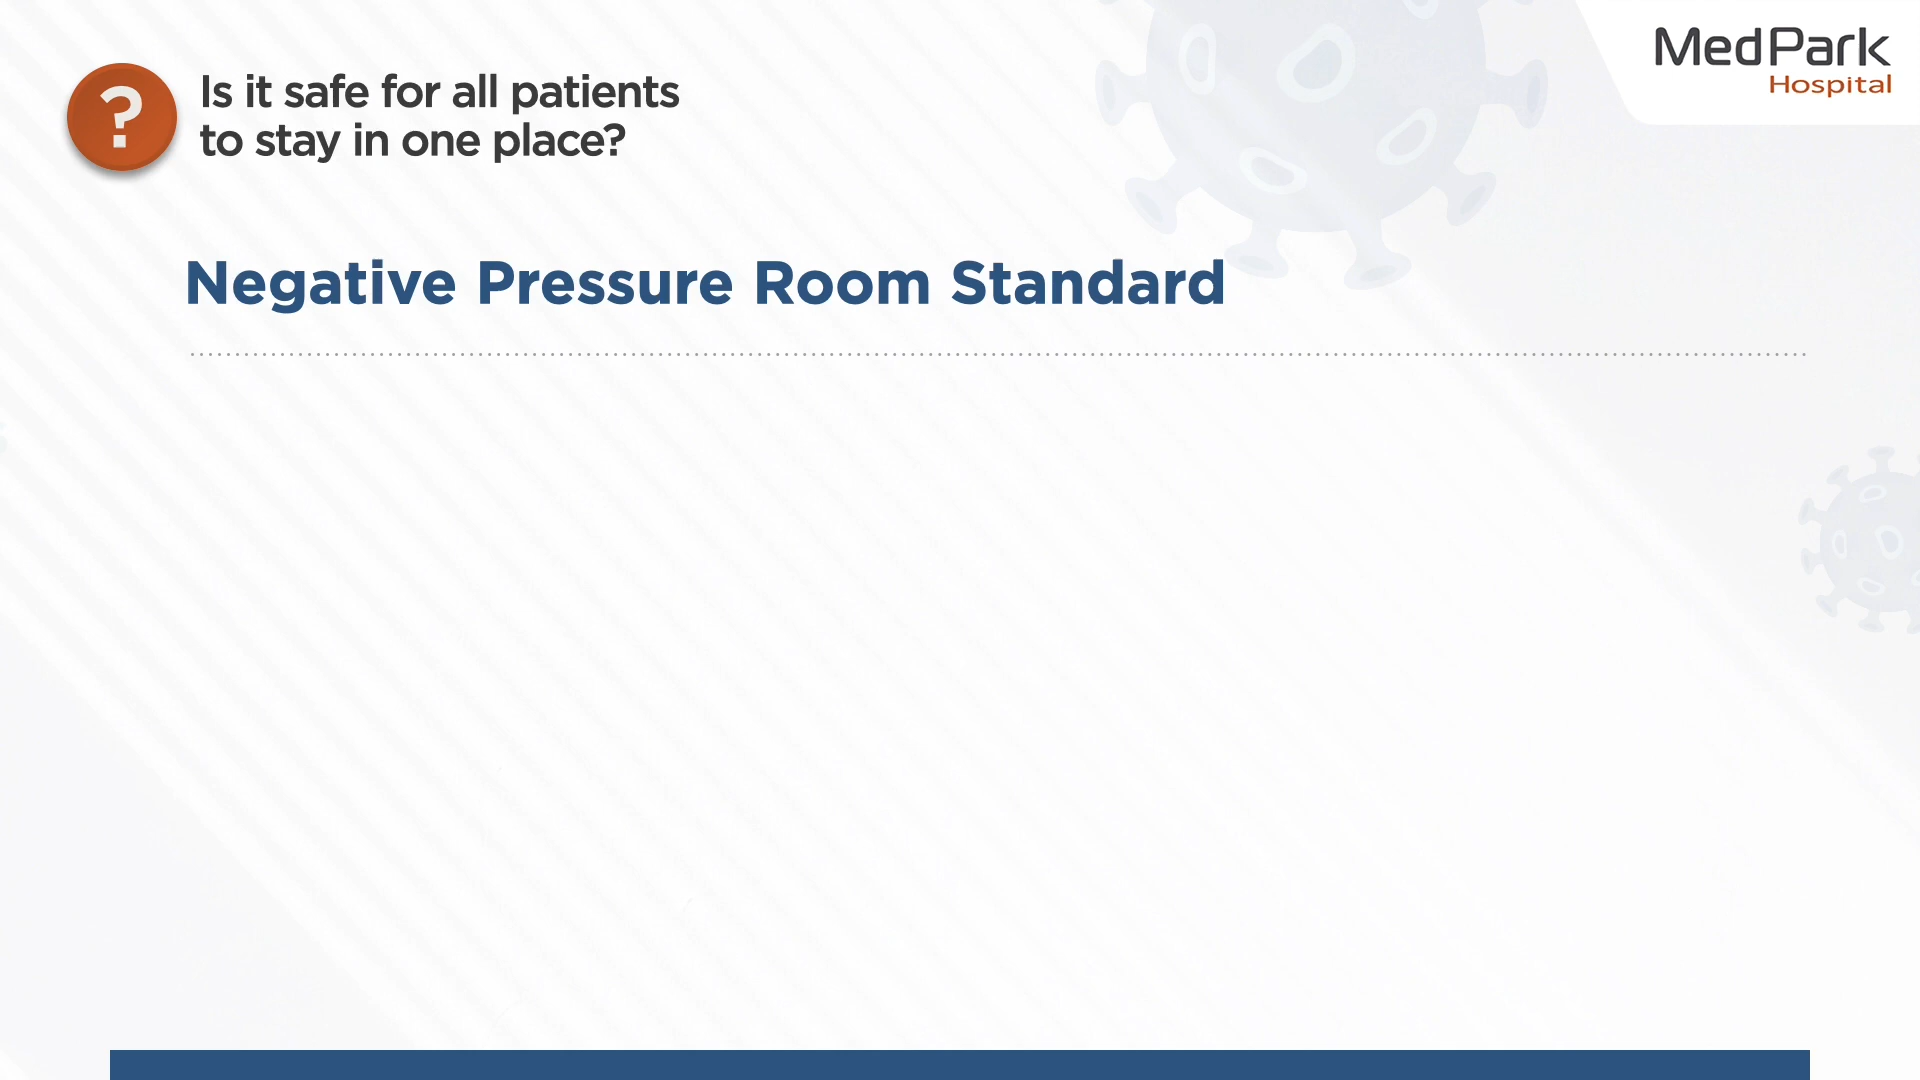 ?
Is it safe for all patients
to stay in one place?
MedPark
Hospital
Negative Pressure Room Standard